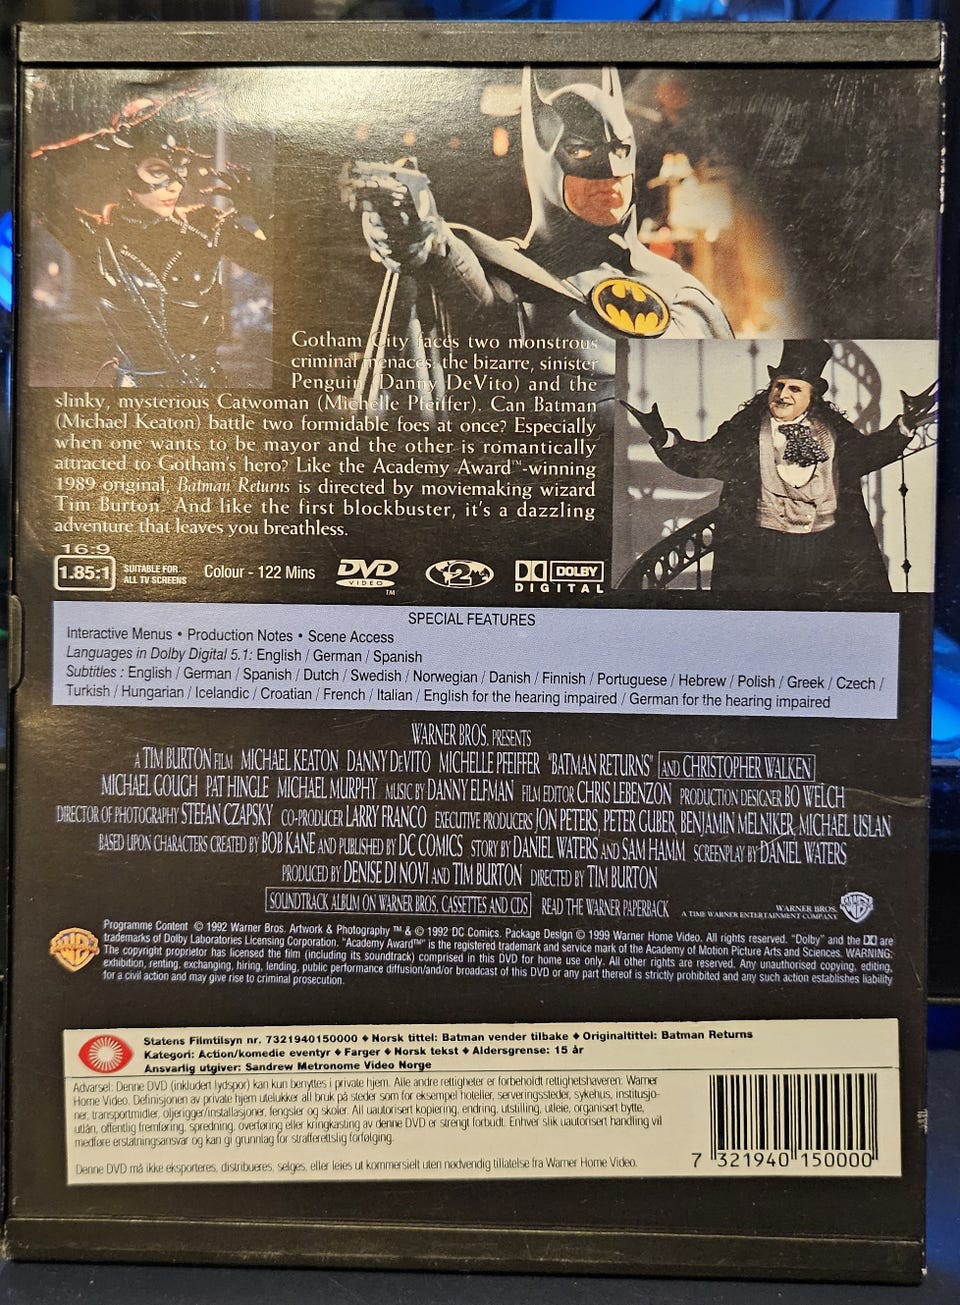 Gotham City faces two monstrous
criminal menaces: the bizarre, sinister
Penguin (Danny DeVito) and the
slinky, mysterious Catwoman (Michelle Pfeiffer). Can Batman
(Michael Keaton) battle two formidable foes at once? Especially
when one wants to be mayor and the other is romantically
attracted to Gotham's hero? Like the Academy Award™-winning
1989 original, Batman Returns is directed by moviemaking wizard
Tim Burton. And like the first blockbuster, it's a dazzling
adventure that leaves you breathless.
16:9
1.85:1 SUITABLE FOR ALL TV SCREENS Colour - 122 Mins DVD VIDEO ™ 2 DOLBY DIGITAL
SPECIAL FEATURES
Interactive Menus • Production Notes • Scene Access
Languages in Dolby Digital 5.1: English / German / Spanish
Subtitles : English / German / Spanish / Dutch / Swedish / Norwegian / Danish / Finnish / Portuguese / Hebrew / Polish / Greek / Czech /
Turkish / Hungarian / Icelandic / Croatian / French / Italian / English for the hearing impaired / German for the hearing impaired
WARNER BROS. PRESENTS
A TIM BURTON FILM MICHAEL KEATON DANNY DeVITO MICHELLE PFEIFFER "BATMAN RETURNS" AND CHRISTOPHER WALKEN
MICHAEL GOUGH PAT HINGLE MICHAEL MURPHY MUSIC BY DANNY ELFMAN FILM EDITOR CHRIS LEBENZON PRODUCTION DESIGNER BO WELCH
DIRECTOR OF PHOTOGRAPHY STEFAN CZAPSKY CO-PRODUCER LARRY FRANCO EXECUTIVE PRODUCERS JON PETERS, PETER GUBER, BENJAMIN MELNIKER, MICHAEL USLAN
BASED UPON CHARACTERS CREATED BY BOB KANE AND PUBLISHED BY DC COMICS STORY BY DANIEL WATERS AND SAM HAMM SCREENPLAY BY DANIEL WATERS
PRODUCED BY DENISE DI NOVI AND TIM BURTON DIRECTED BY TIM BURTON
SOUNDTRACK ALBUM ON WARNER BROS. CASSETTES AND CDS READ THE WARNER PAPERBACK
WARNER BROS.
A TIME WARNER ENTERTAINMENT COMPANY
Programme Content © 1992 Warner Bros. Artwork & Photography ™ & © 1992 DC Comics. Package Design © 1999 Warner Home Video. All rights reserved. "Dolby" and the DD are
trademarks of Dolby Laboratories Licensing Corporation. "Academy Award™" is the registered trademark and service mark of the Academy of Motion Picture Arts and Sciences. WARNING:
The copyright proprietor has licensed the film (including its soundtrack) comprised in this DVD for home use only. All other rights are reserved. Any unauthorised copying, editing,
exhibition, renting, exchanging, hiring, lending, public performance diffusion/and/or broadcast of this DVD or any part thereof is strictly prohibited and any such action establishes liability
for a civil action and may give rise to criminal prosecution.
Statens Filmtilsyn nr. 7321940150000 ♦ Norsk tittel: Batman vender tilbake ♦ Originaltittel: Batman Returns
Kategori: Action/komedie eventyr ♦ Farger ♦ Norsk tekst ♦ Aldersgrense: 15 år
Ansvarlig utgiver: Sandrew Metronome Video Norge
Advarsel: Denne DVD (inkludert lydspor) kan kun benyttes i private hjem. Alle andre rettigheter er forbeholdt rettighetshaveren: Warner
Home Video. Definisjonen av private hjem utelukker all bruk på steder som for eksempel hoteller, serveringssteder, sykehus, institusjo-
ner, transportmidler, oljerigger/installasjoner, fengsler og skoler. All uautorisert kopiering, endring, utstilling, utleie, organisert bytte,
utlån, offentlig fremføring, spredning, overføring eller kringkasting av denne DVD er strengt forbudt. Enhver slik uautorisert handling vil
medføre erstatningsansvar og kan gi grunnlag for strafferettslig forfølging.
Denne DVD må ikke eksporteres, distribueres, selges, eller leies ut kommersielt uten nødvendig tillatelse fra Warner Home Video.
7 321940 150000